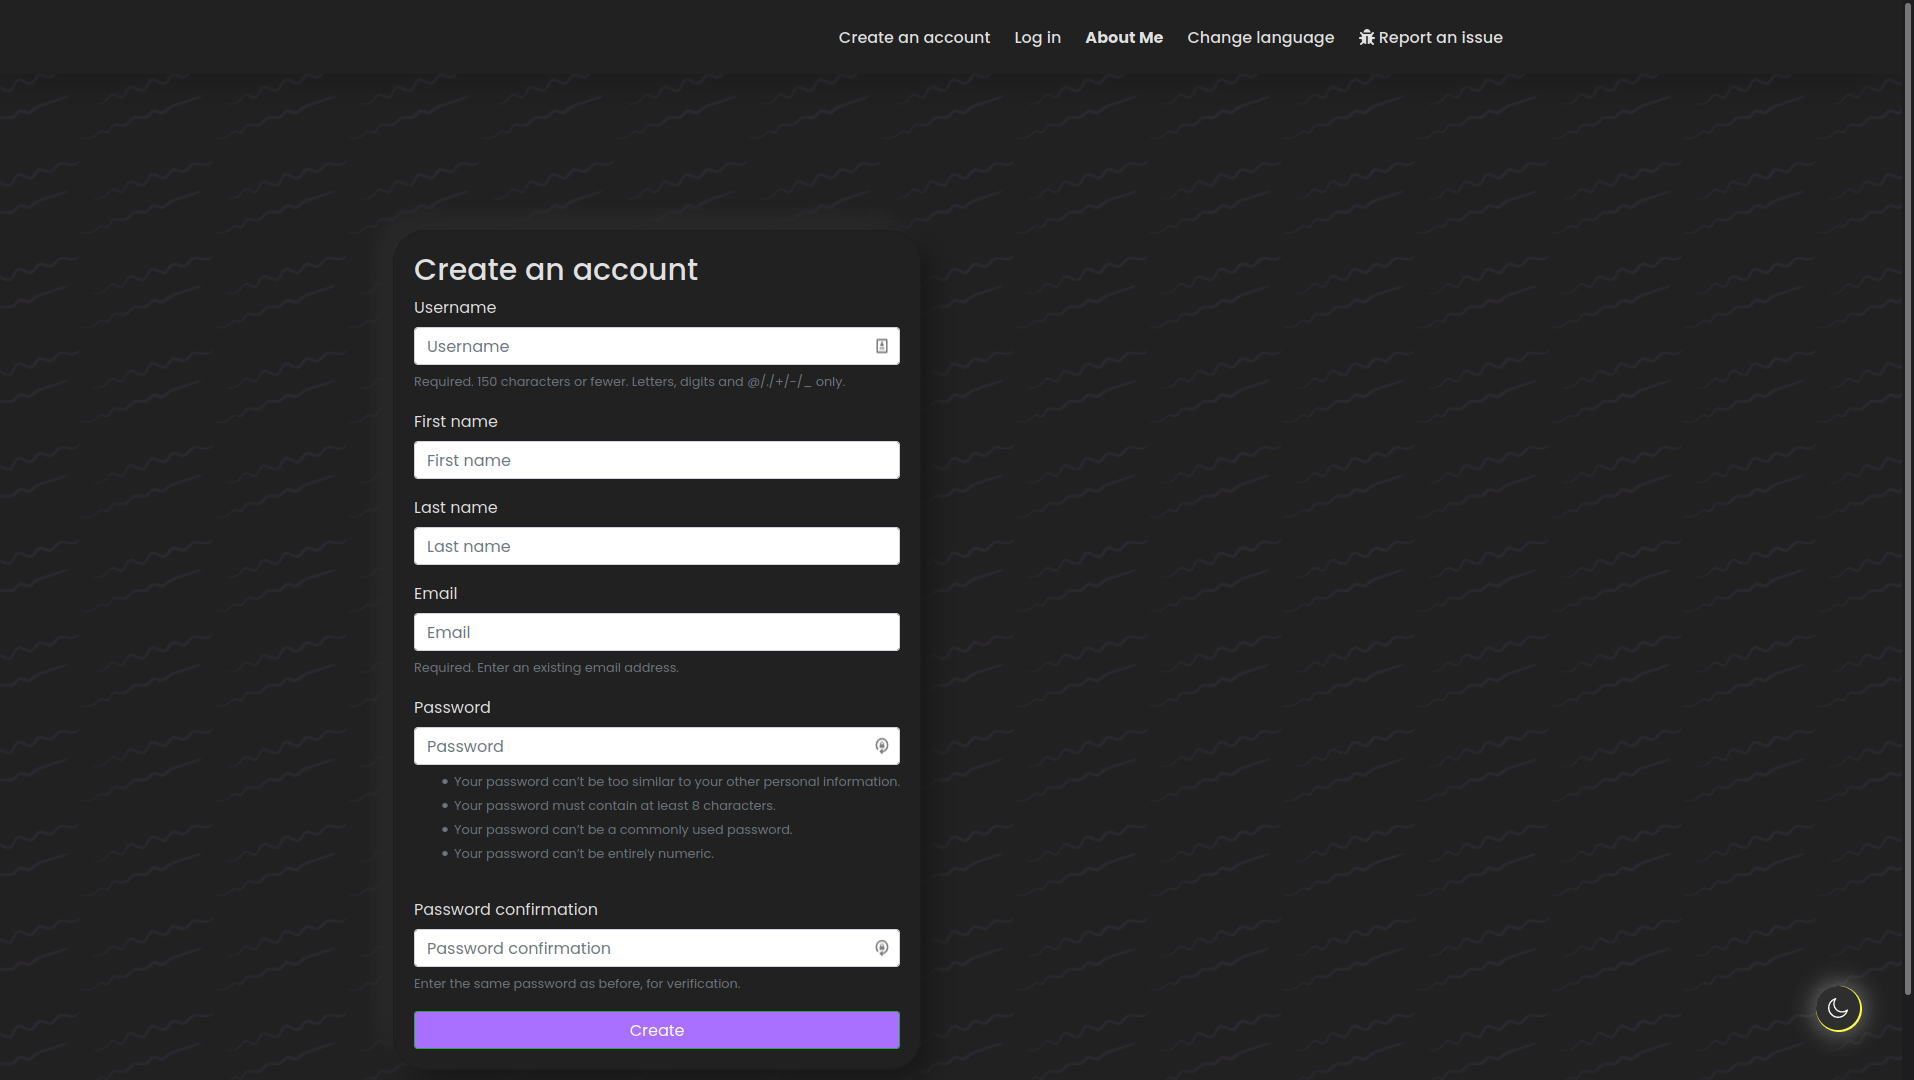 Create an account Log in About Me Change language Report an issue
Create an account
Username
Username
Required. 150 characters or fewer. Letters, digits and @/./+/-/_ only.
First name
First name
Last name
Last name
Email
Email
Required. Enter an existing email address.
Password
Password
Your password can’t be too similar to your other personal information.
Your password must contain at least 8 characters.
Your password can’t be a commonly used password.
Your password can’t be entirely numeric.
Password confirmation
Password confirmation
Enter the same password as before, for verification.
Create